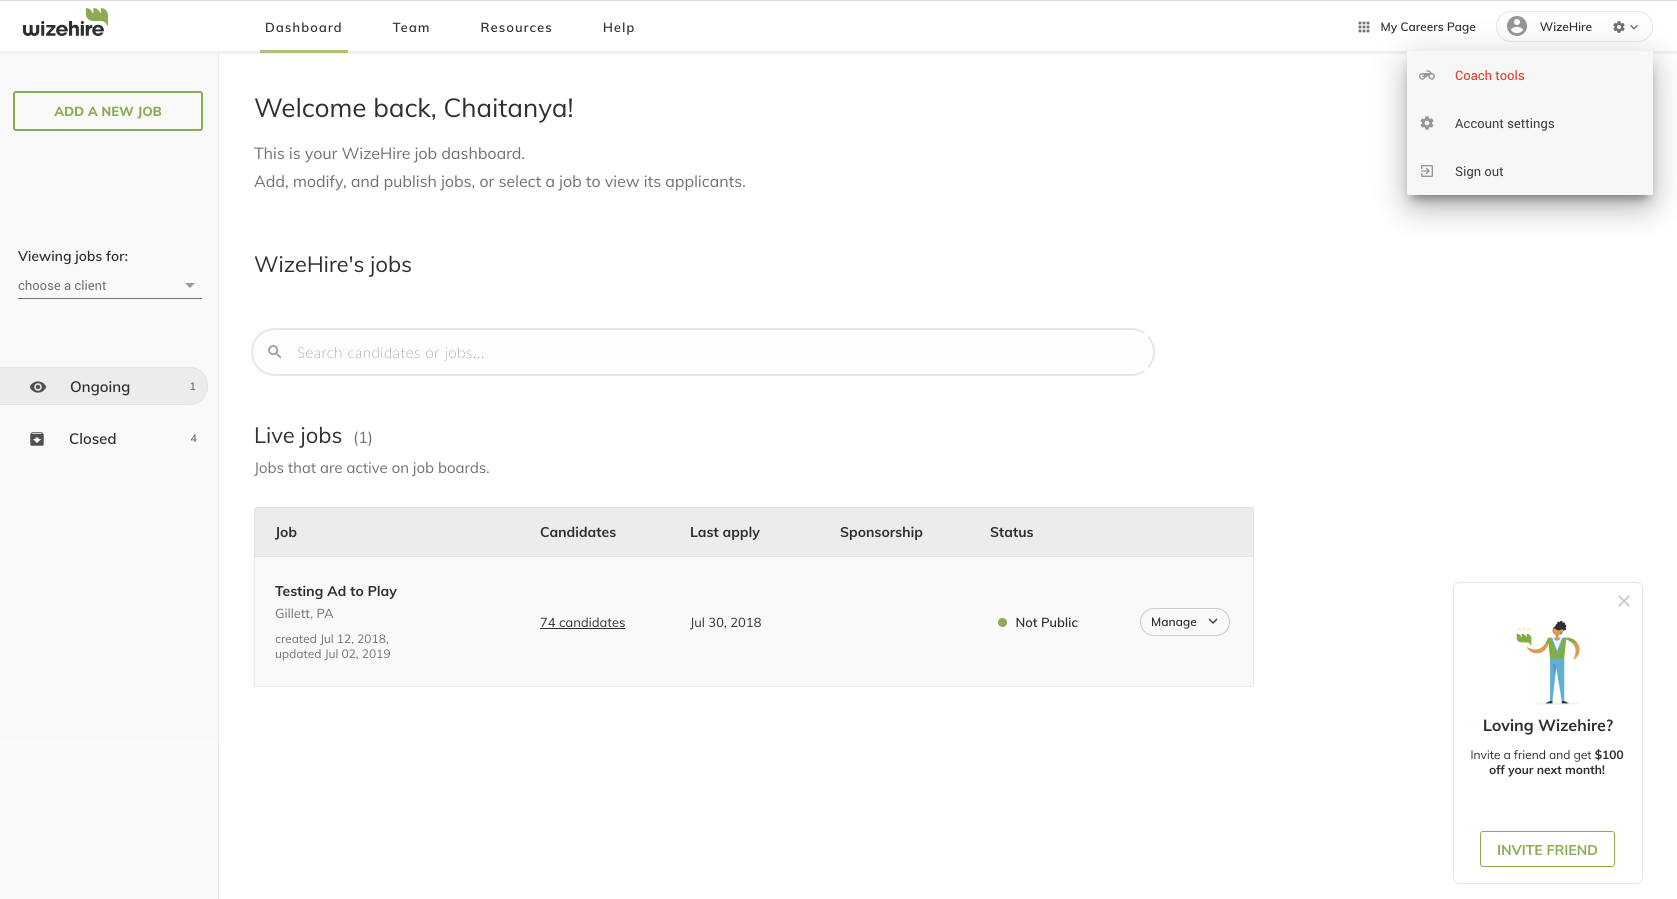 wizehire
Dashboard
Team
Resources
Help
My Careers Page
WizeHire
Coach tools
Account settings
Sign out
ADD A NEW JOB
Viewing jobs for:
choose a client
Ongoing 1
Closed 4
Welcome back, Chaitanya!
This is your WizeHire job dashboard.
Add, modify, and publish jobs, or select a job to view its applicants.
WizeHire's jobs
Search candidates or jobs...
Live jobs (1)
Jobs that are active on job boards.
Job Candidates Last apply Sponsorship Status
Testing Ad to Play
Gillett, PA
created Jul 12, 2018,
updated Jul 02, 2019
74 candidates
Jul 30, 2018
Not Public
Manage
Loving Wizehire?
Invite a friend and get $100
off your next month!
INVITE FRIEND